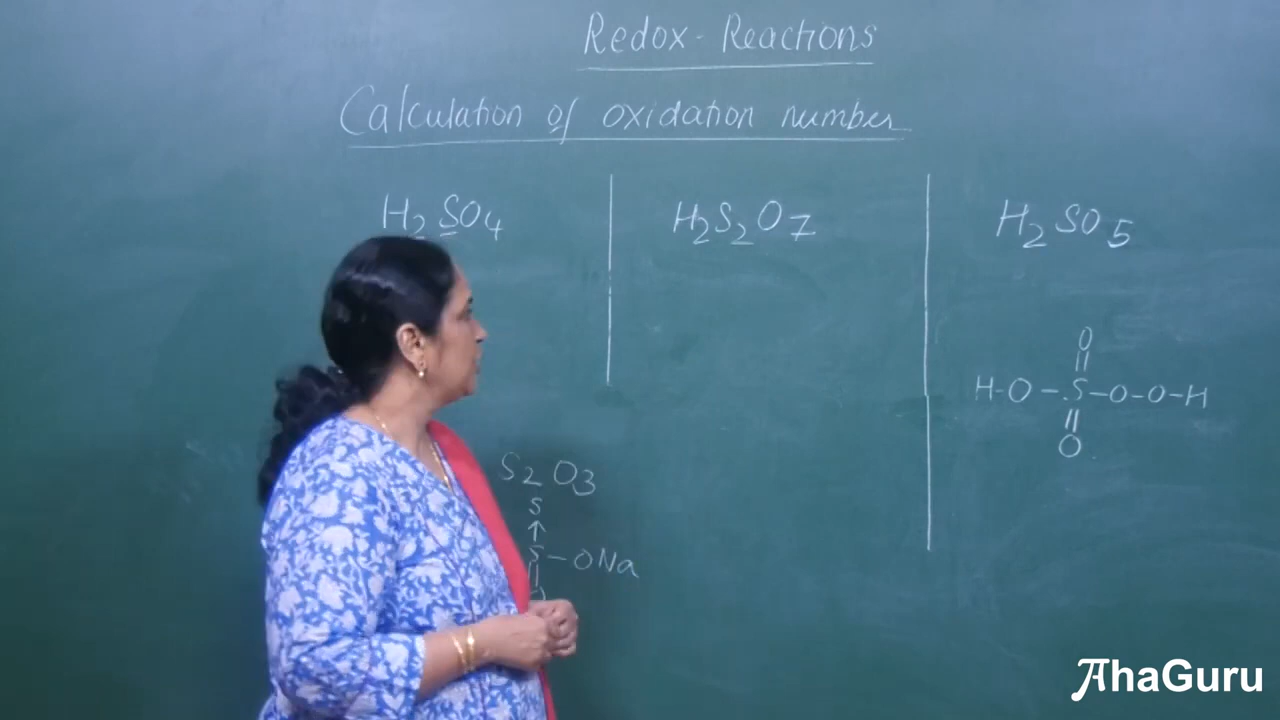 Redox - Reactions
Calculation of oxidation number
H2SO4
H2S2O7
H2SO5
O
||
H-O-S-O-O-H
||
O
S2O3
S
↑
S-ONa
||
AhaGuru